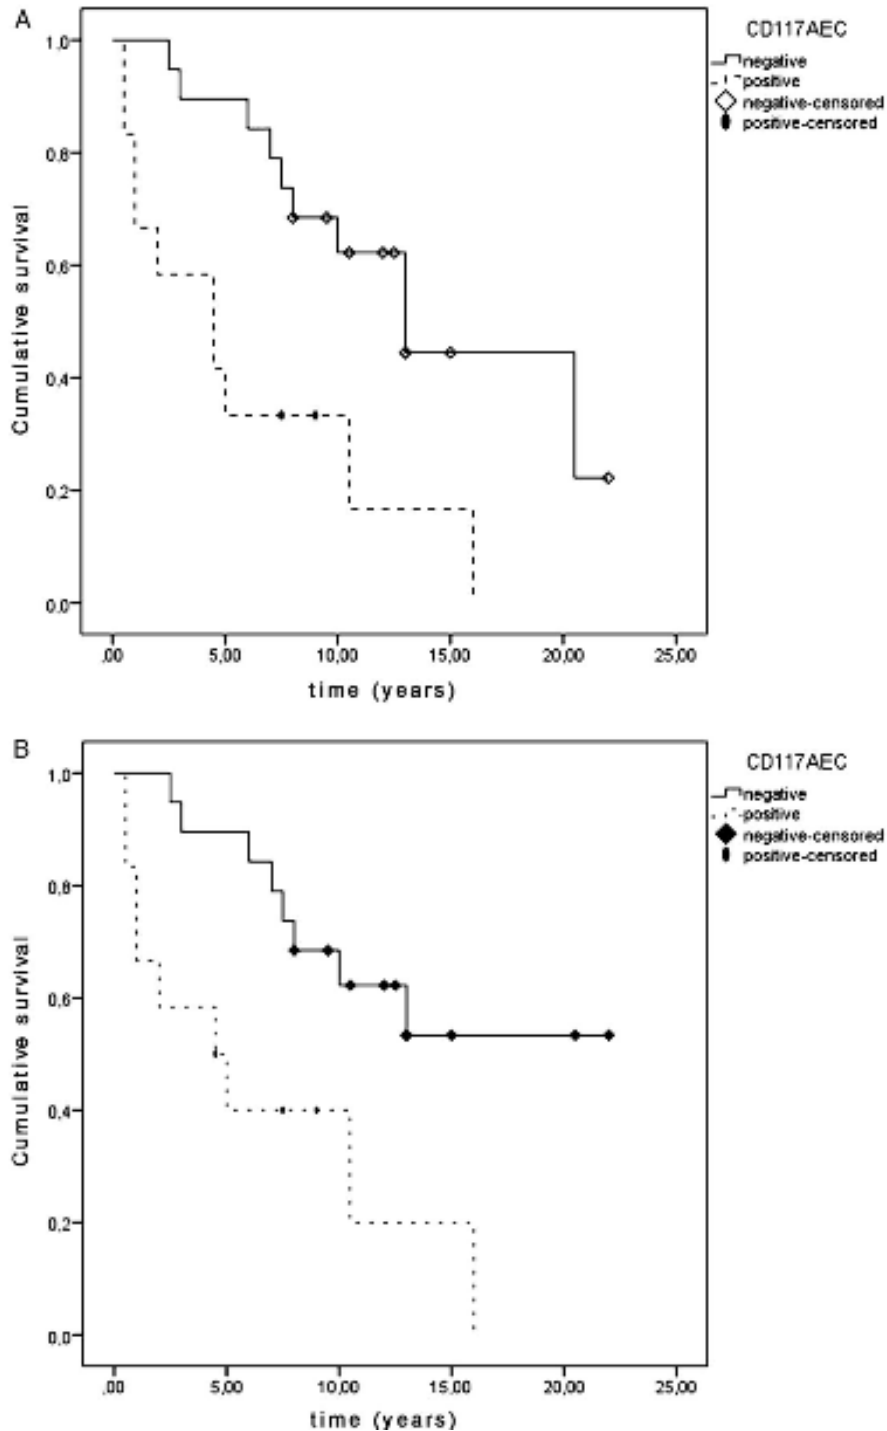 A
CD117AEC
negative
positive
negative-censored
positive-censored
1,0
0,8
0,6
0,4
0,2
0,0
Cumulative survival
,00 5,00 10,00 15,00 20,00 25,00
time (years)
B
CD117AEC
negative
positive
negative-censored
positive-censored
1,0
0,8
0,6
0,4
0,2
0,0
Cumulative survival
,00 5,00 10,00 15,00 20,00 25,00
time (years)